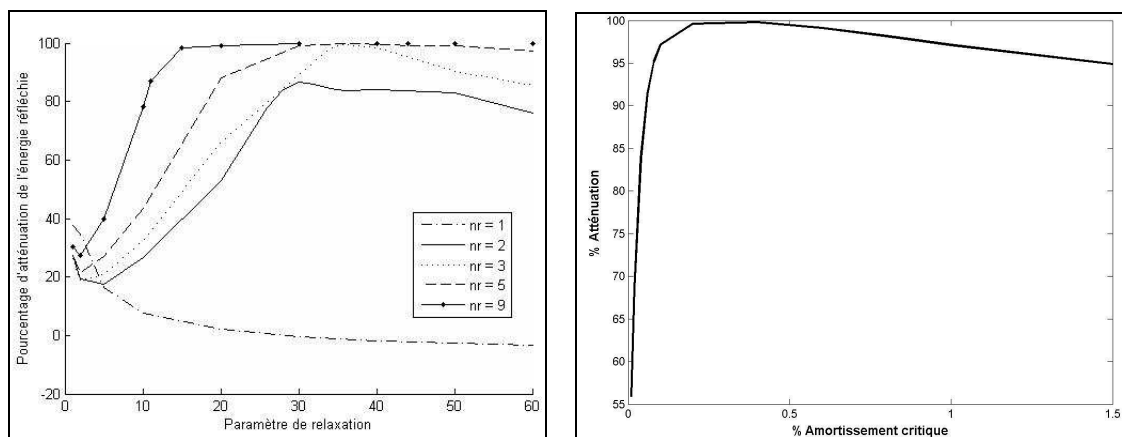 Pourcentage d'atténuation de l'énergie réfléchie
100
80
60
40
20
0
-20
0 10 20 30 40 50 60
Paramètre de relaxation
nr = 1
nr = 2
nr = 3
nr = 5
nr = 9
% Atténuation
100
95
90
85
80
75
70
65
60
55
0 0.5 1 1.5
% Amortissement critique